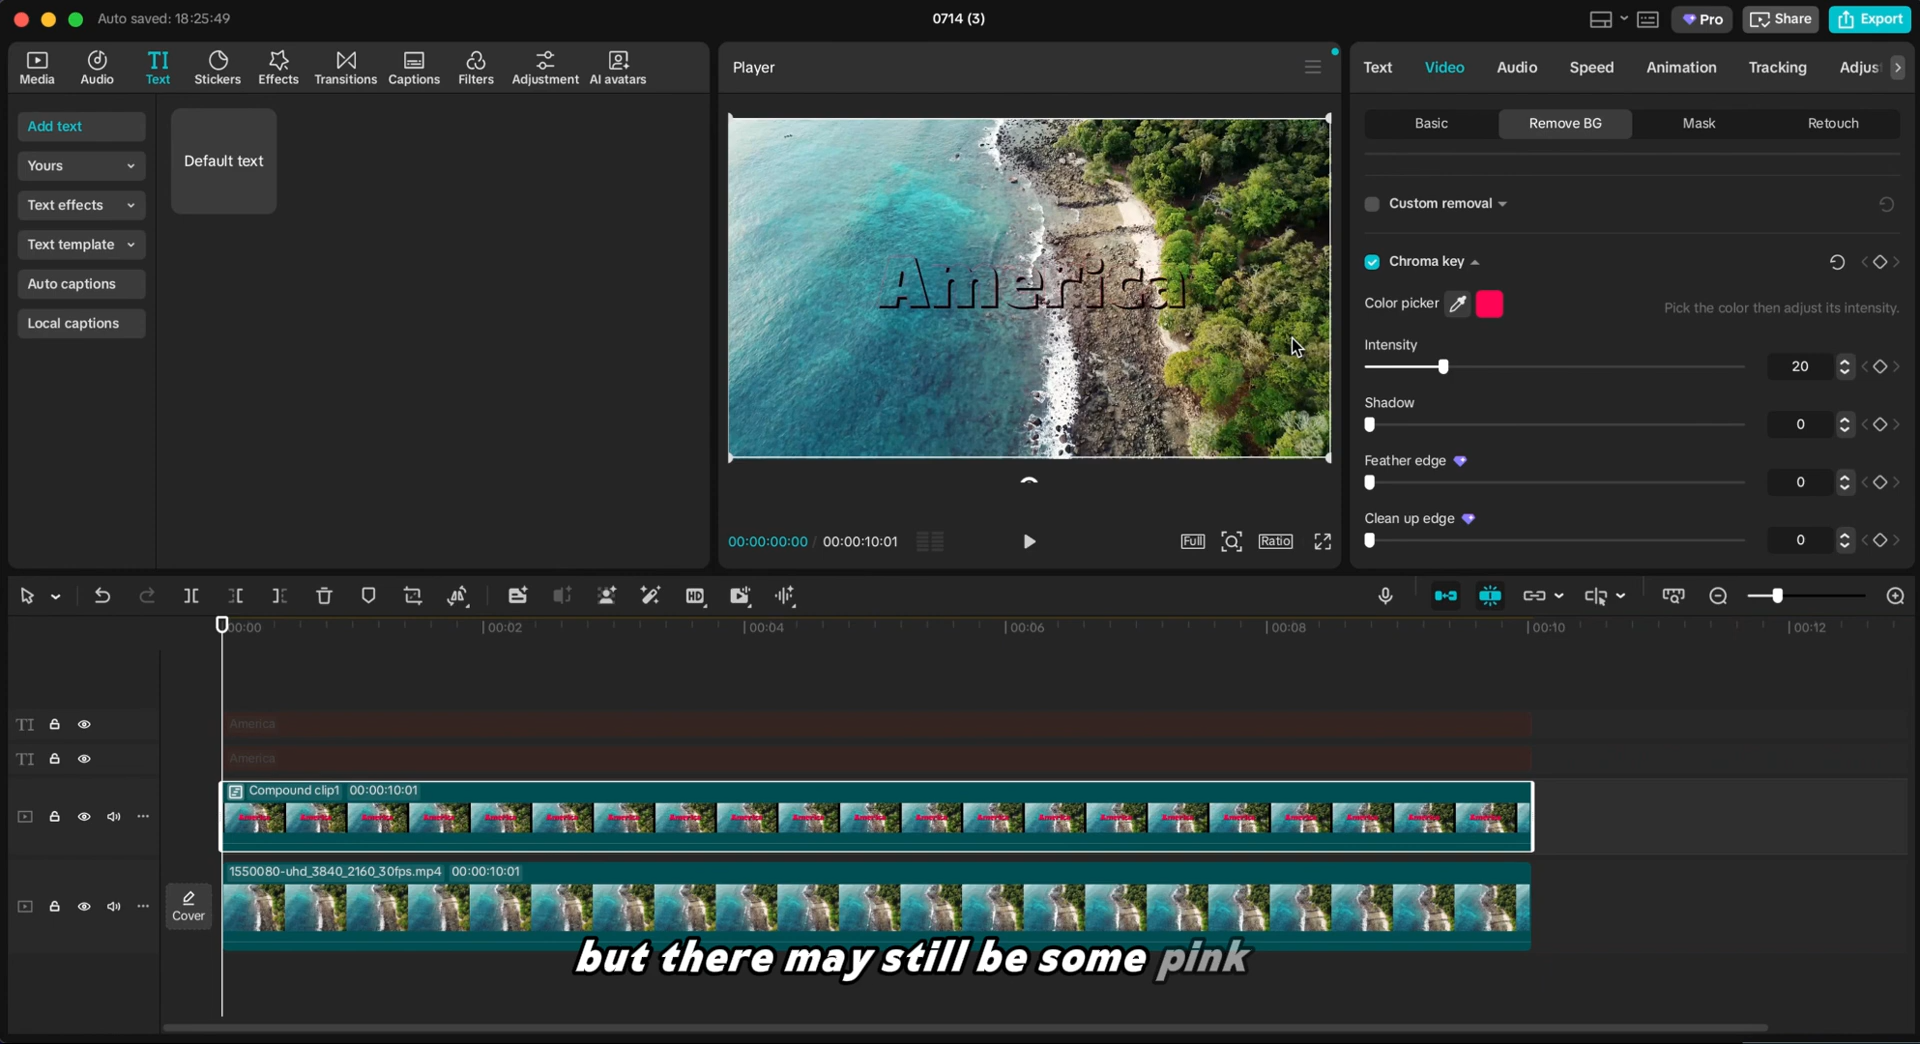 Auto saved: 18:25:49
0714 (3)
Pro
Share
Export
Media
Audio
TI
Text
Stickers
Effects
Transitions
Captions
Filters
Adjustment
AI avatars
Add text
Yours
Text effects
Text template
Auto captions
Local captions
Default text
Player
America
00:00:00:00 / 00:00:10:01
Full
Ratio
Text
Video
Audio
Speed
Animation
Tracking
Adjus
Basic
Remove BG
Mask
Retouch
Custom removal
Chroma key
Color picker
Pick the color then adjust its intensity.
Intensity
20
Shadow
0
Feather edge
0
Clean up edge
0
HD
00:00
00:02
00:04
00:06
00:08
00:10
00:12
TI
America
TI
America
Compound clip1 00:00:10:01
Cover
1550080-uhd_3840_2160_30fps.mp4 00:00:10:01
but there may still be some pink